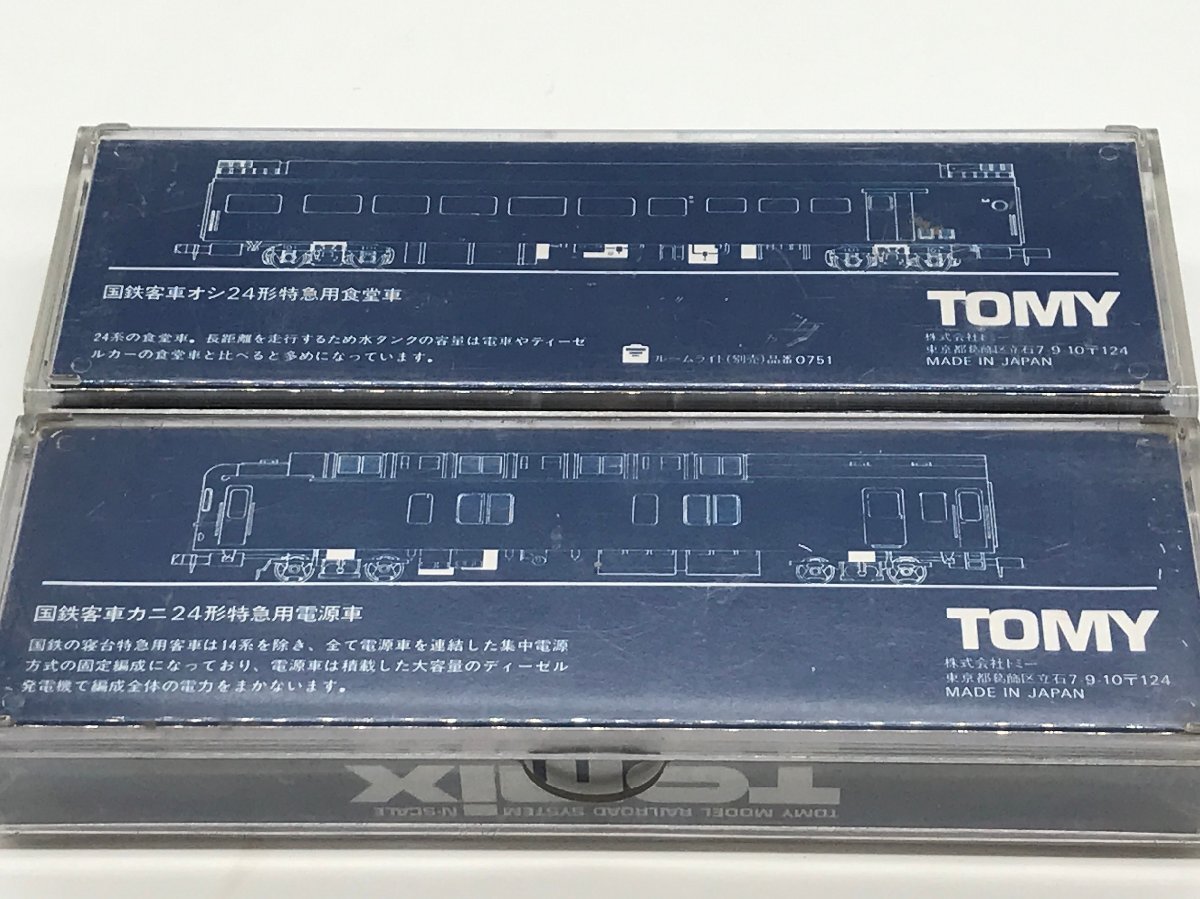 国鉄客車オシ24形特急用食堂車
24系の食堂車。長距離を走行するため水タンクの容量は電車やディーゼ
ルカーの食堂車と比べると多めになっています。
ルームライト(別売)品番0751
TOMY
株式会社トミー
東京都葛飾区立石7-9-10〒124
MADE IN JAPAN
国鉄客車カニ24形特急用電源車
国鉄の寝台特急用客車は14系を除き、全て電源車を連結した集中電源
方式の固定編成になっており、電源車は積載した大容量のディーゼル
発電機で編成全体の電力をまかないます。
TOMY
株式会社トミー
東京都葛飾区立石7-9-10〒124
MADE IN JAPAN
Tomix
TOMY MODEL RAILROAD SYSTEM N-SCALE